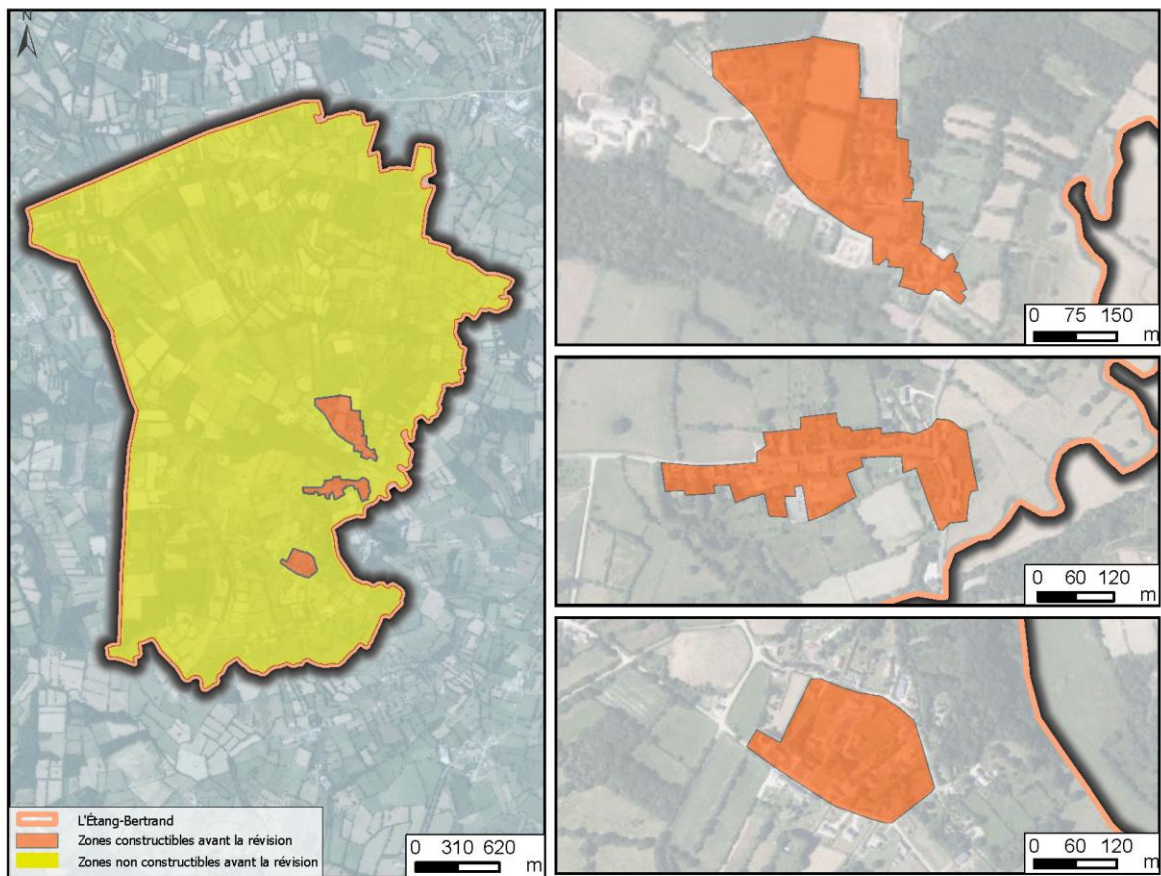 N
L'Étang-Bertrand
Zones constructibles avant la révision
Zones non constructibles avant la révision
0 310 620
m
0 75 150
m
0 60 120
m
0 60 120
m